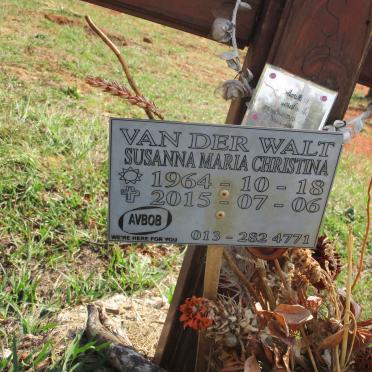 VAN DER WALT
SUSANNA MARIA CHRISTINA
1964 - 10 - 18
2015 - 07 - 06
AVBOB
WE'RE HERE FOR YOU
013 - 282 4771